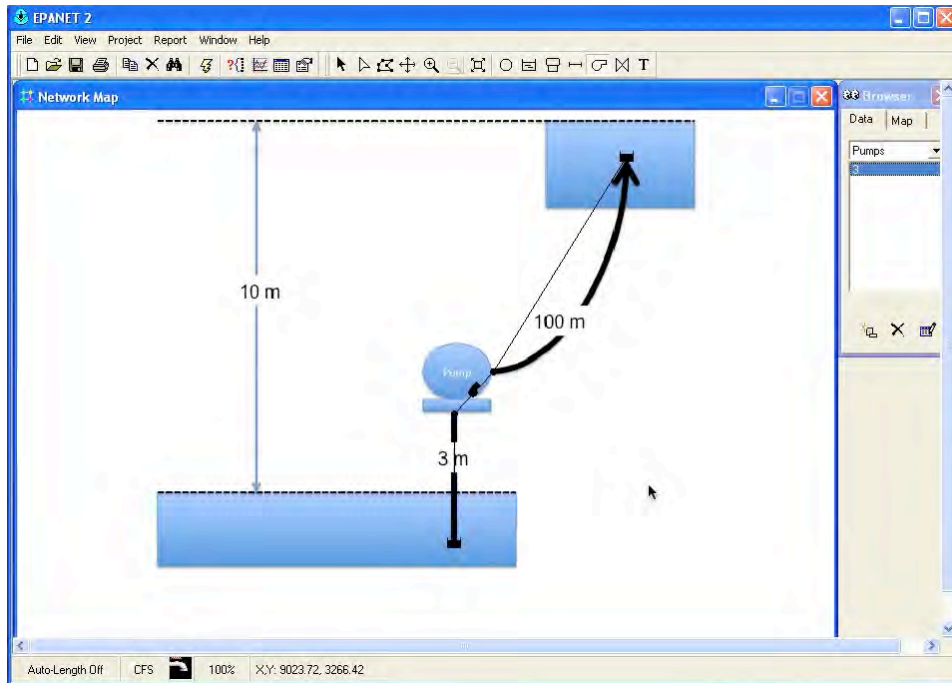 EPANET 2
File Edit View Project Report Window Help
T
Network Map
Browser
Data Map
Pumps
3
10 m
100 m
Pump
3 m
Auto-Length Off CFS 100% X,Y: 9023.72, 3266.42